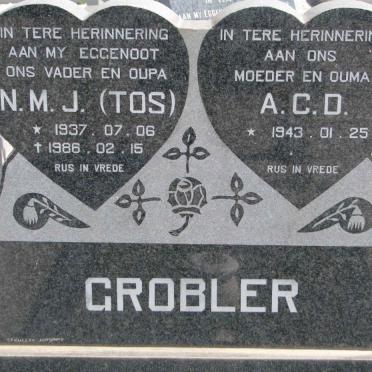 IN TERE HERINNERING
AAN MY EGGENOOT
ONS VADER EN OUPA
N.M.J. (TOS)
★ 1937.07.06
† 1986.02.15
RUS IN VREDE
IN TERE HERINNERING
AAN ONS
MOEDER EN OUMA
A.C.D.
★ 1943.01.25
RUS IN VREDE
GROBLER